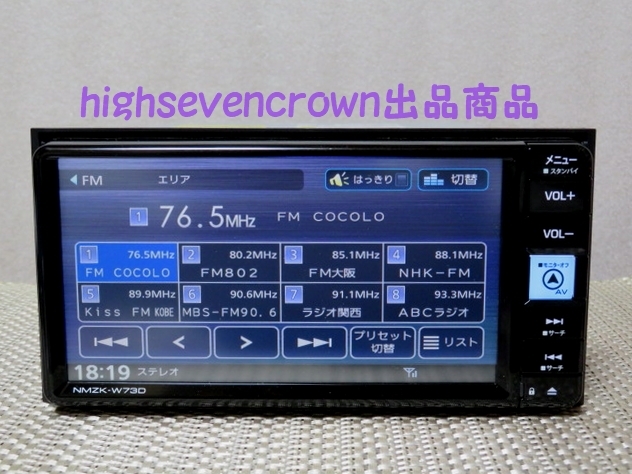 highsevencrown出品商品
FM エリア はっきり 切替
1 76.5MHz FM COCOLO
1 76.5MHz 2 80.2MHz 3 85.1MHz 4 88.1MHz
FM COCOLO FM802 FM大阪 NHK-FM
5 89.9MHz 6 90.6MHz 7 91.1MHz 8 93.3MHz
Kiss FM KOBE MBS-FM90.6 ラジオ関西 ABCラジオ
プリセット
切替
リスト
18:19 ステレオ
NMZK-W73D
メニュー
スタンバイ
VOL+
VOL−
モニタ・オフ
AV
サーチ
サーチ